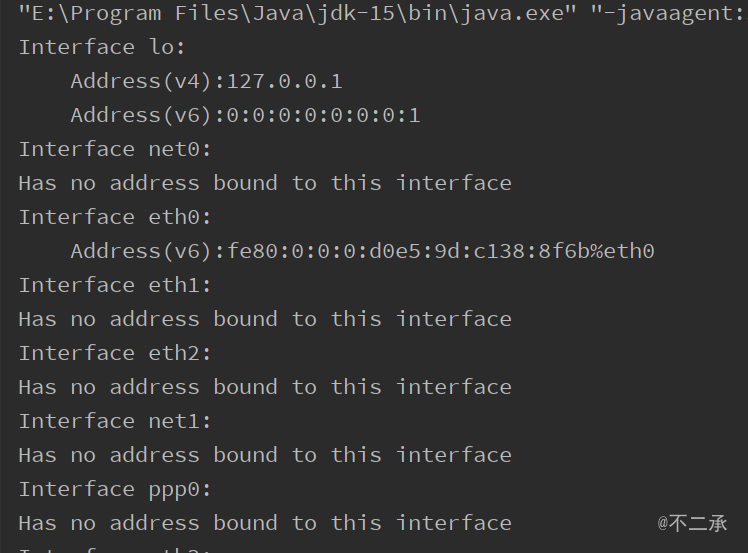 "E:\Program Files\Java\jdk-15\bin\java.exe" "-javaagent:
Interface lo:
Address(v4):127.0.0.1
Address(v6):0:0:0:0:0:0:0:1
Interface net0:
Has no address bound to this interface
Interface eth0:
Address(v6):fe80:0:0:0:d0e5:9d:c138:8f6b%eth0
Interface eth1:
Has no address bound to this interface
Interface eth2:
Has no address bound to this interface
Interface net1:
Has no address bound to this interface
Interface ppp0:
Has no address bound to this interface
@不二承